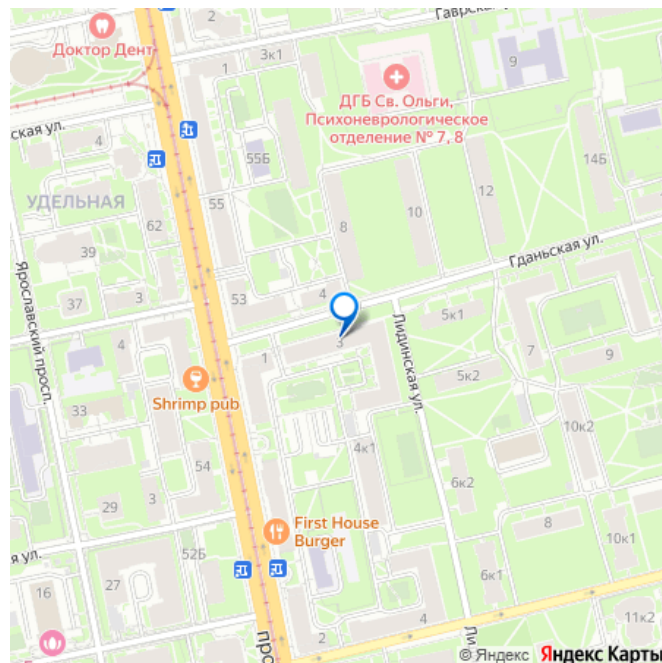 Гаврская ул.
Доктор Дент
1
3к1
9
ДГБ Св. Ольги,
Психоневрологическое
отделение № 7, 8
ская ул.
4
55Б
14Б
УДЕЛЬНАЯ
55
12
62
8
10
39
Гданьская ул.
Ярославский просп.
37
3
53
4
5к1
4
1
3
Лидинская ул.
7
9
Shrimp pub
5к2
33
10к2
4к1
54
6к2
29
3
First House
Burger
8
я ул.
52Б
10к1
16
27
6к1
4
11к2
2
про
Ли
© Яндекс Яндекс Карты